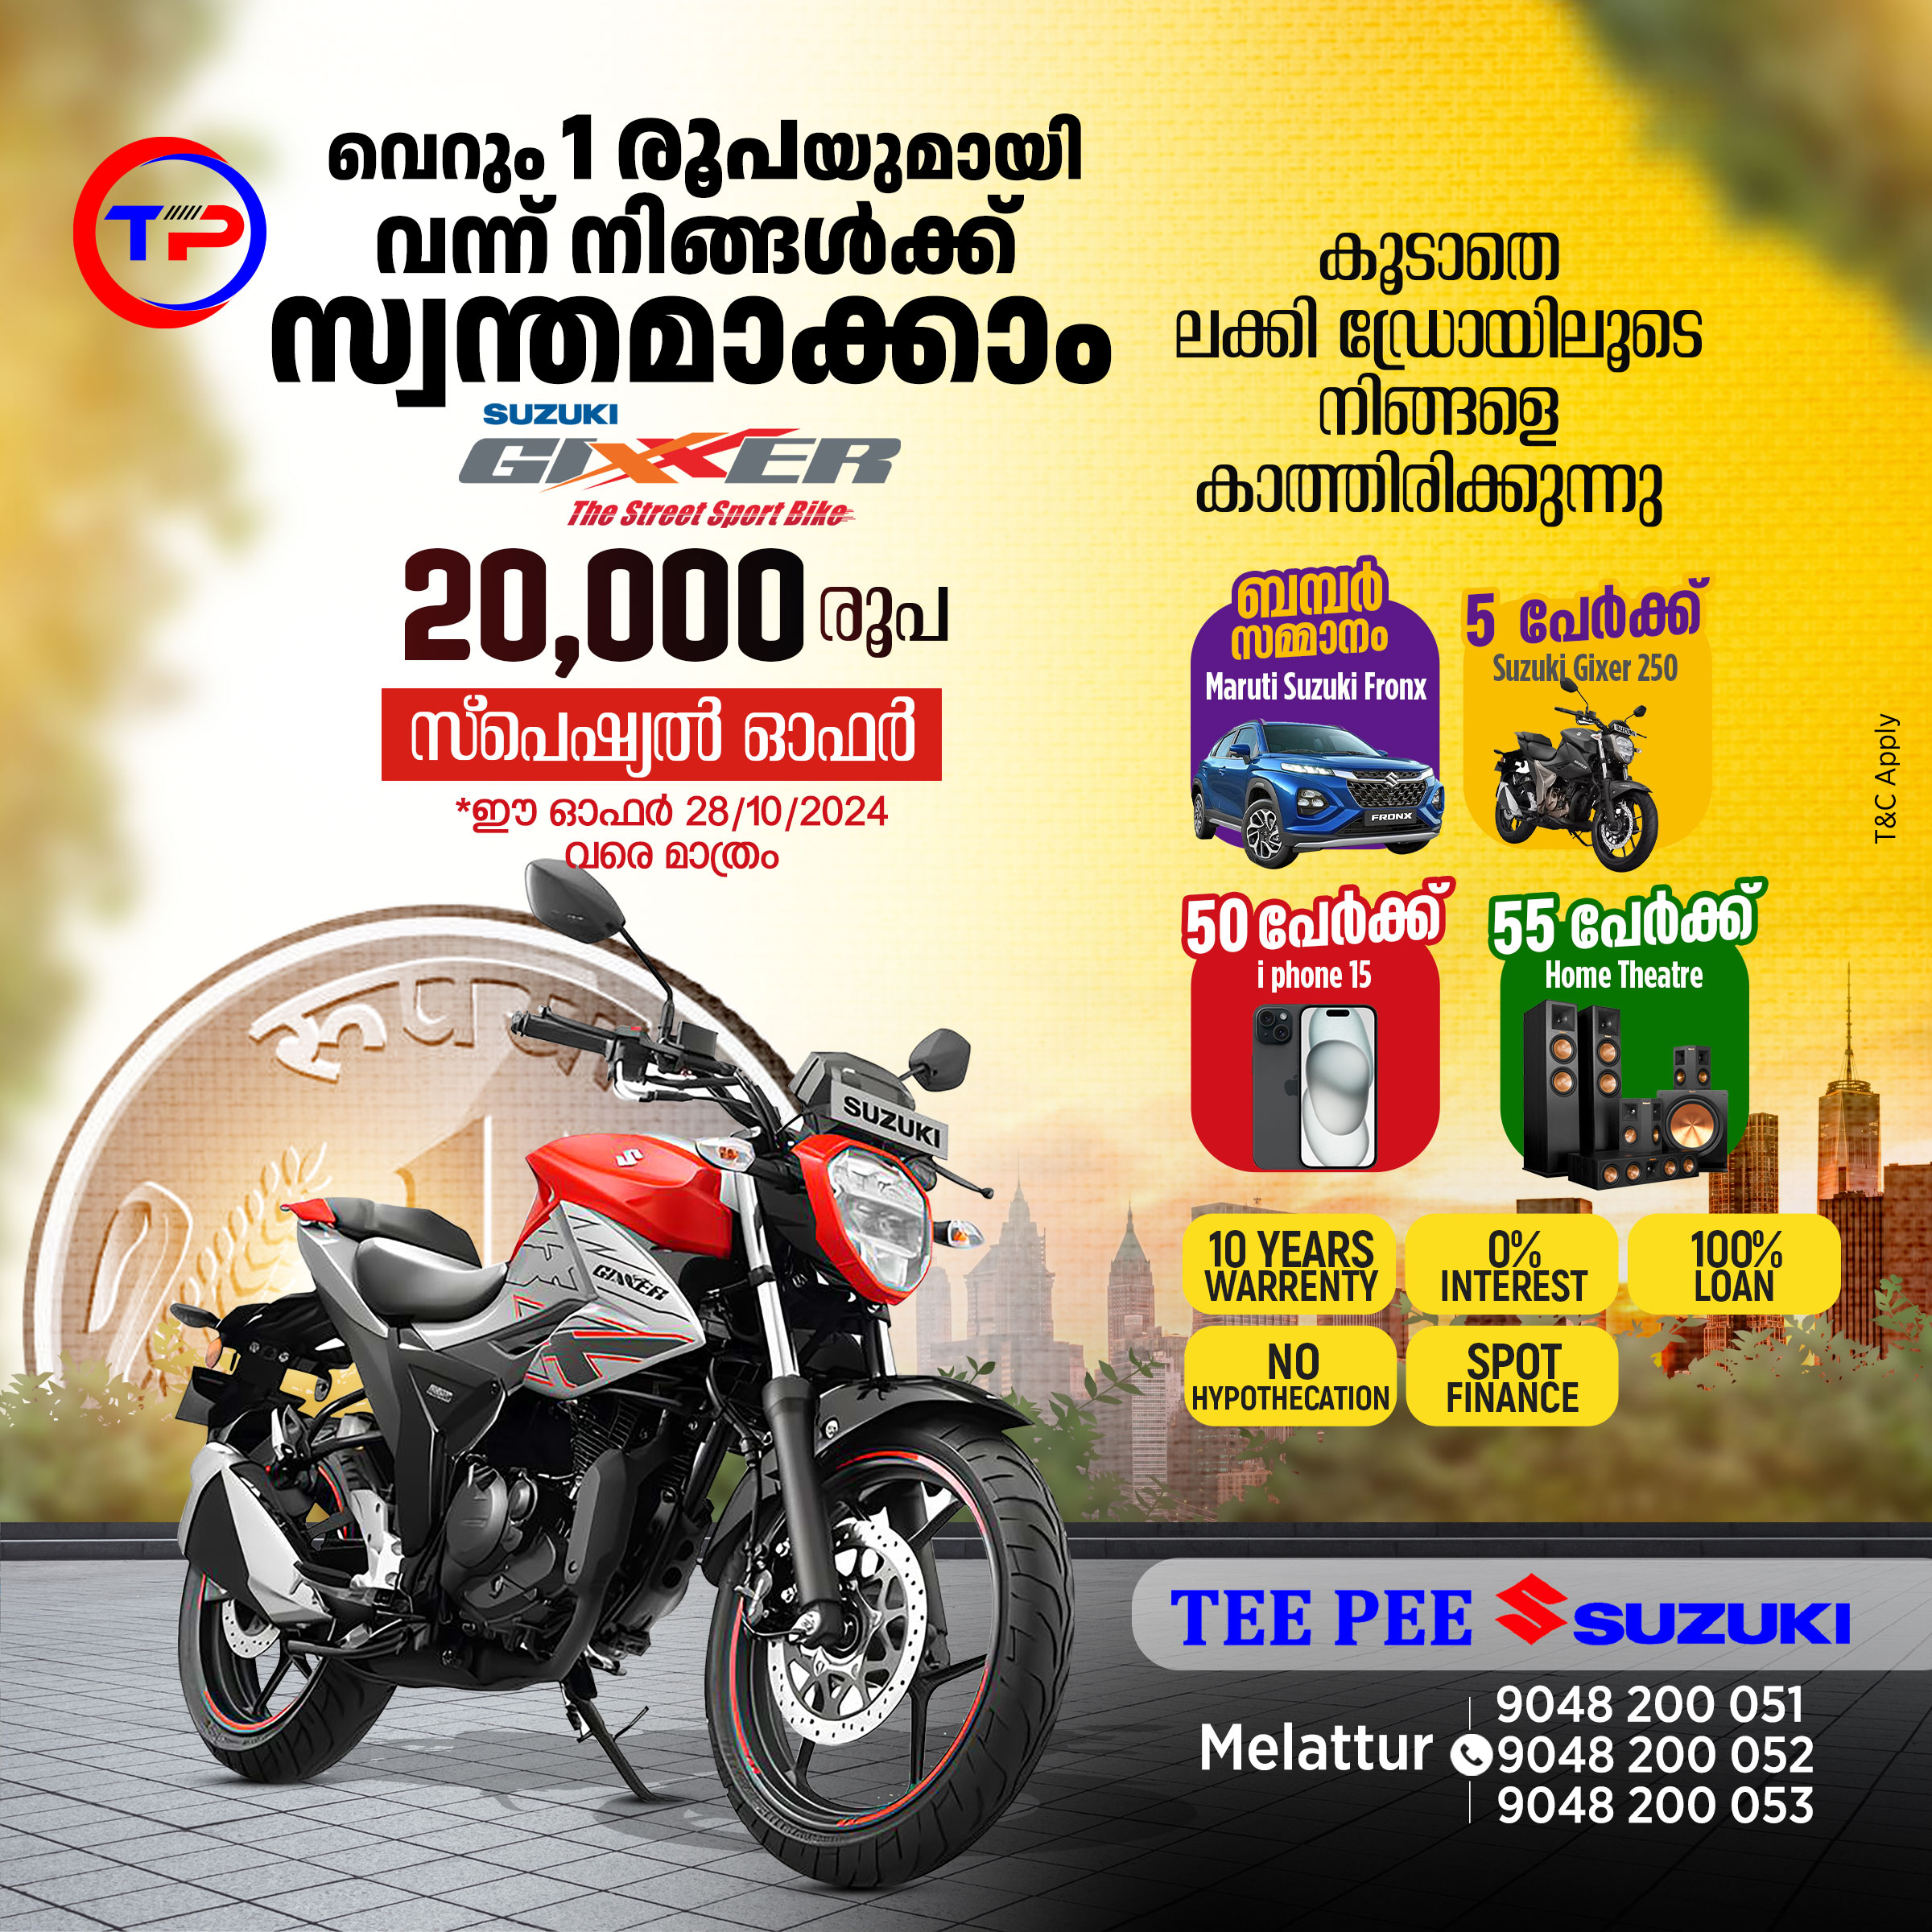 TP
വെറും 1 രൂപയുമായി
വന്ന് നിങ്ങൾക്ക്
സ്വന്തമാക്കാം
SUZUKI
GIXXER
The Street Sport Bike
20,000 രൂപ
സ്പെഷ്യൽ ഓഫർ
*ഈ ഓഫർ 28/10/2024
വരെ മാത്രം
കൂടാതെ
ലക്കി ഡ്രോയിലൂടെ
നിങ്ങളെ
കാത്തിരിക്കുന്നു
ബമ്പർ
സമ്മാനം
Maruti Suzuki Fronx
FRONX
5 പേർക്ക്
Suzuki Gixer 250
50 പേർക്ക്
i phone 15
55 പേർക്ക്
Home Theatre
T&C Apply
10 YEARS
WARRENTY
0%
INTEREST
100%
LOAN
NO
HYPOTHECATION
SPOT
FINANCE
रुपया
1
SUZUKI
GIXXER
TEE PEE SUZUKI
Melattur
9048 200 051
9048 200 052
9048 200 053